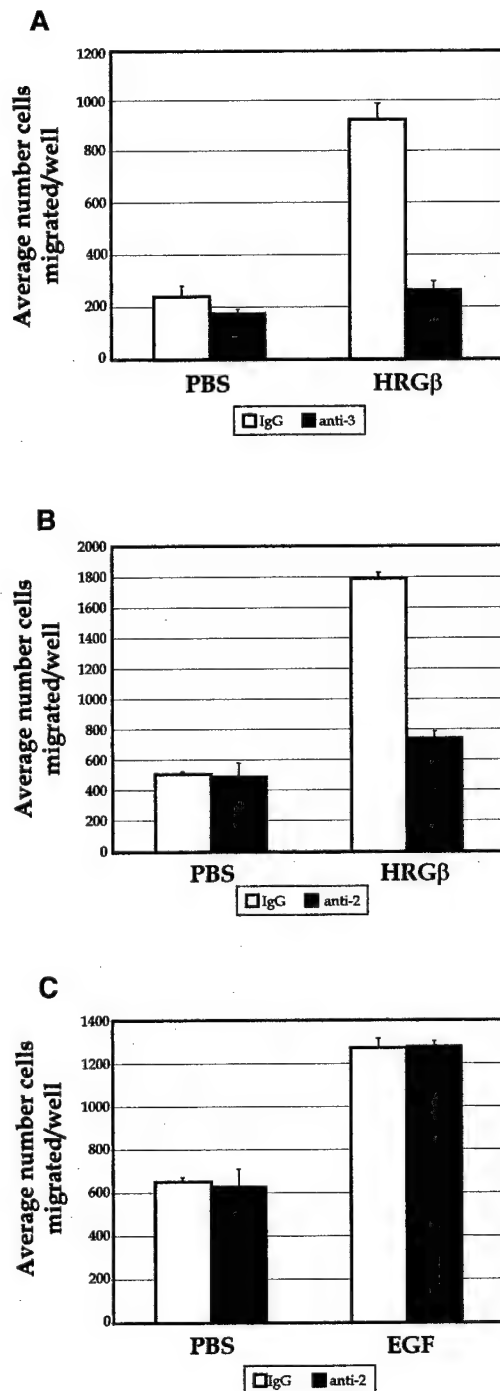 A
Average number cells
migrated/well
1200
1000
800
600
400
200
0
PBS
HRGβ
IgG
anti-3
B
Average number cells
migrated/well
2000
1800
1600
1400
1200
1000
800
600
400
200
0
PBS
HRGβ
IgG
anti-2
C
Average number cells
migrated/well
1400
1200
1000
800
600
400
200
0
PBS
EGF
IgG
anti-2